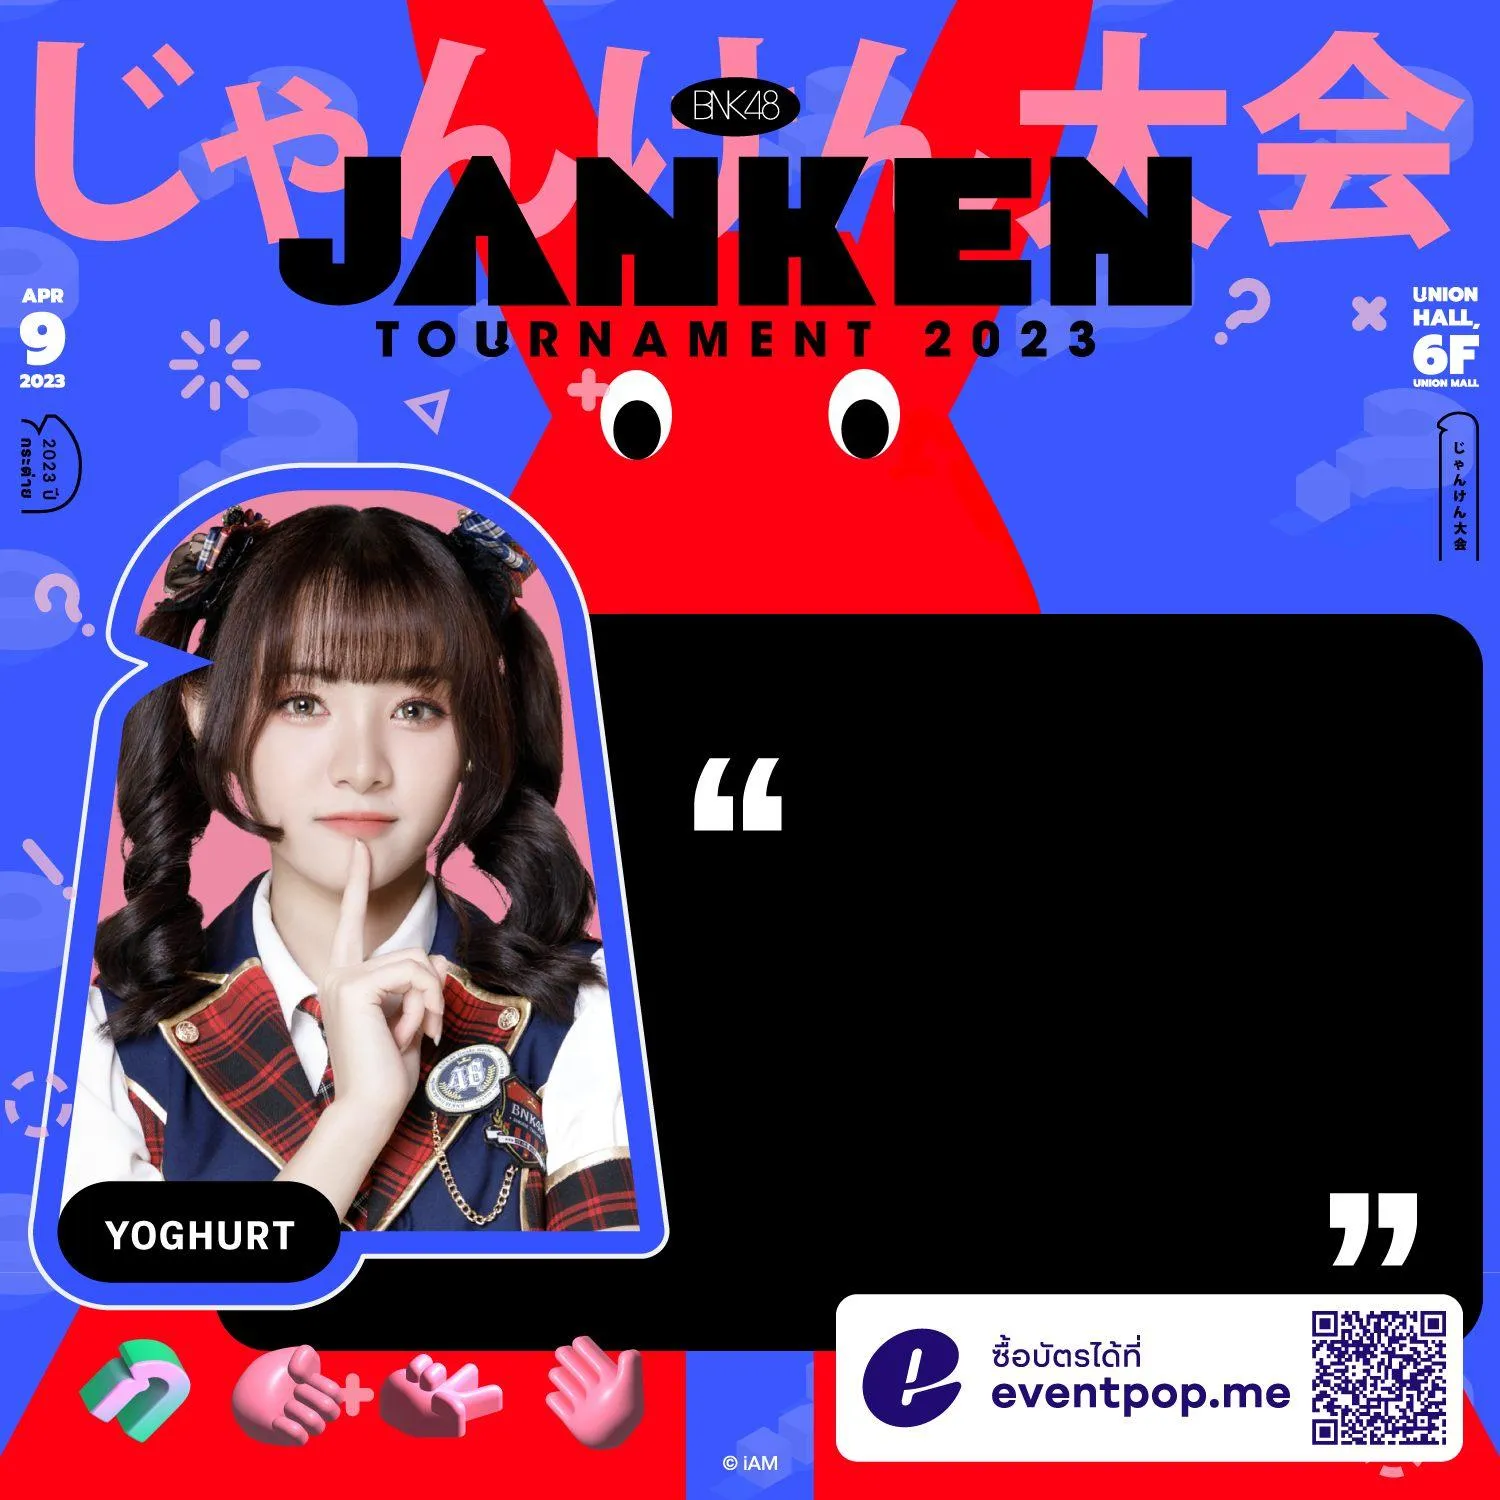 じゃんけん大会
BNK48
JANKEN
TOURNAMENT 2023
APR
9
2023
2023 ปี
กระต่าย
UNION
HALL,
6F
UNION MALL
じゃんけん大会
“
48
BNK48
YOGHURT
”
ซื้อบัตรได้ที่
eventpop.me
© iAM